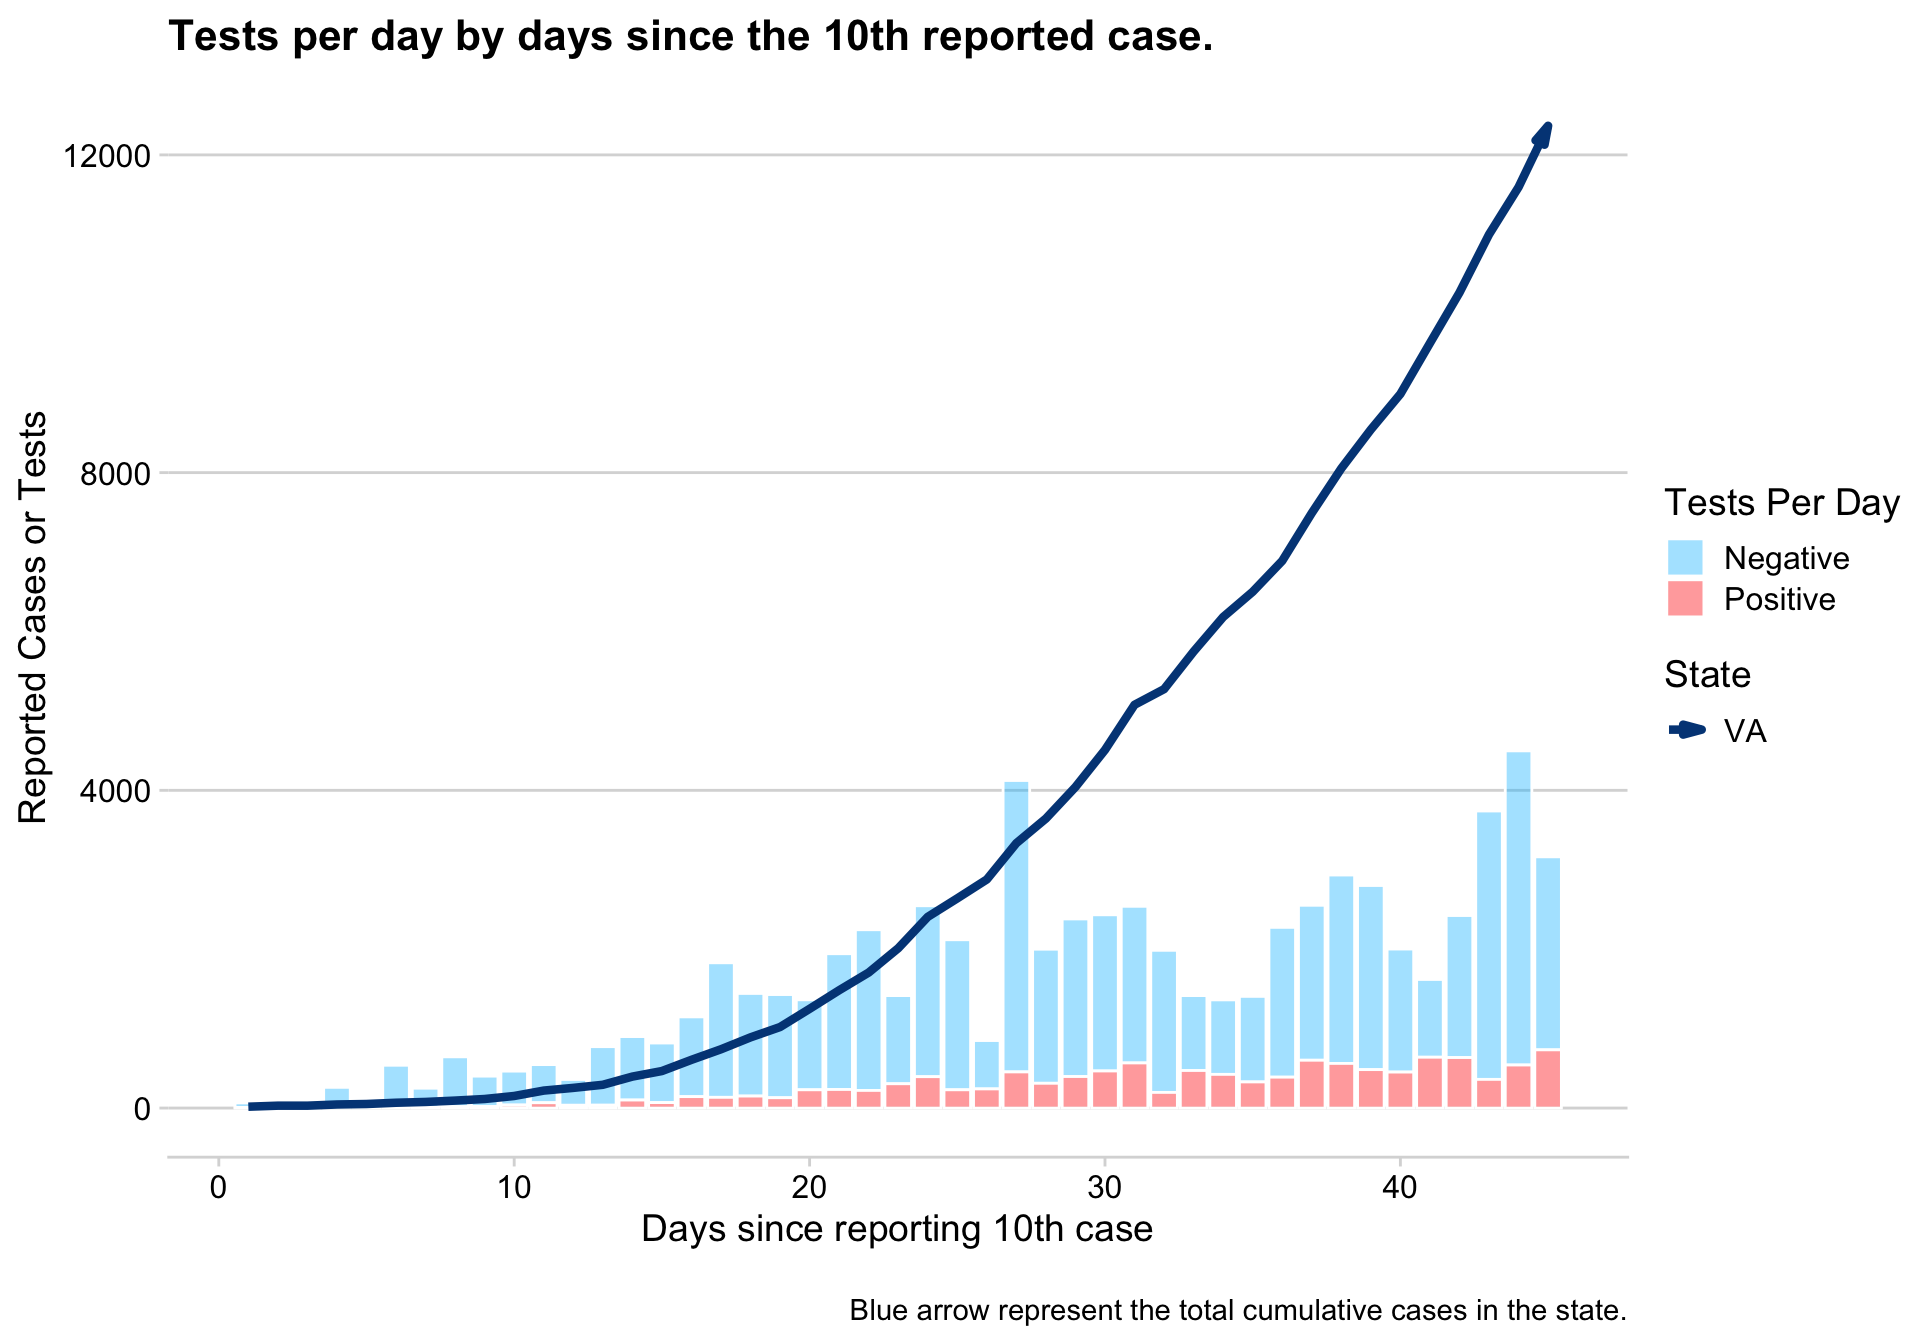 Tests per day by days since the 10th reported case.
Reported Cases or Tests
12000
8000
4000
0
0 10 20 30 40
Days since reporting 10th case
Tests Per Day
Negative
Positive
State
VA
Blue arrow represent the total cumulative cases in the state.